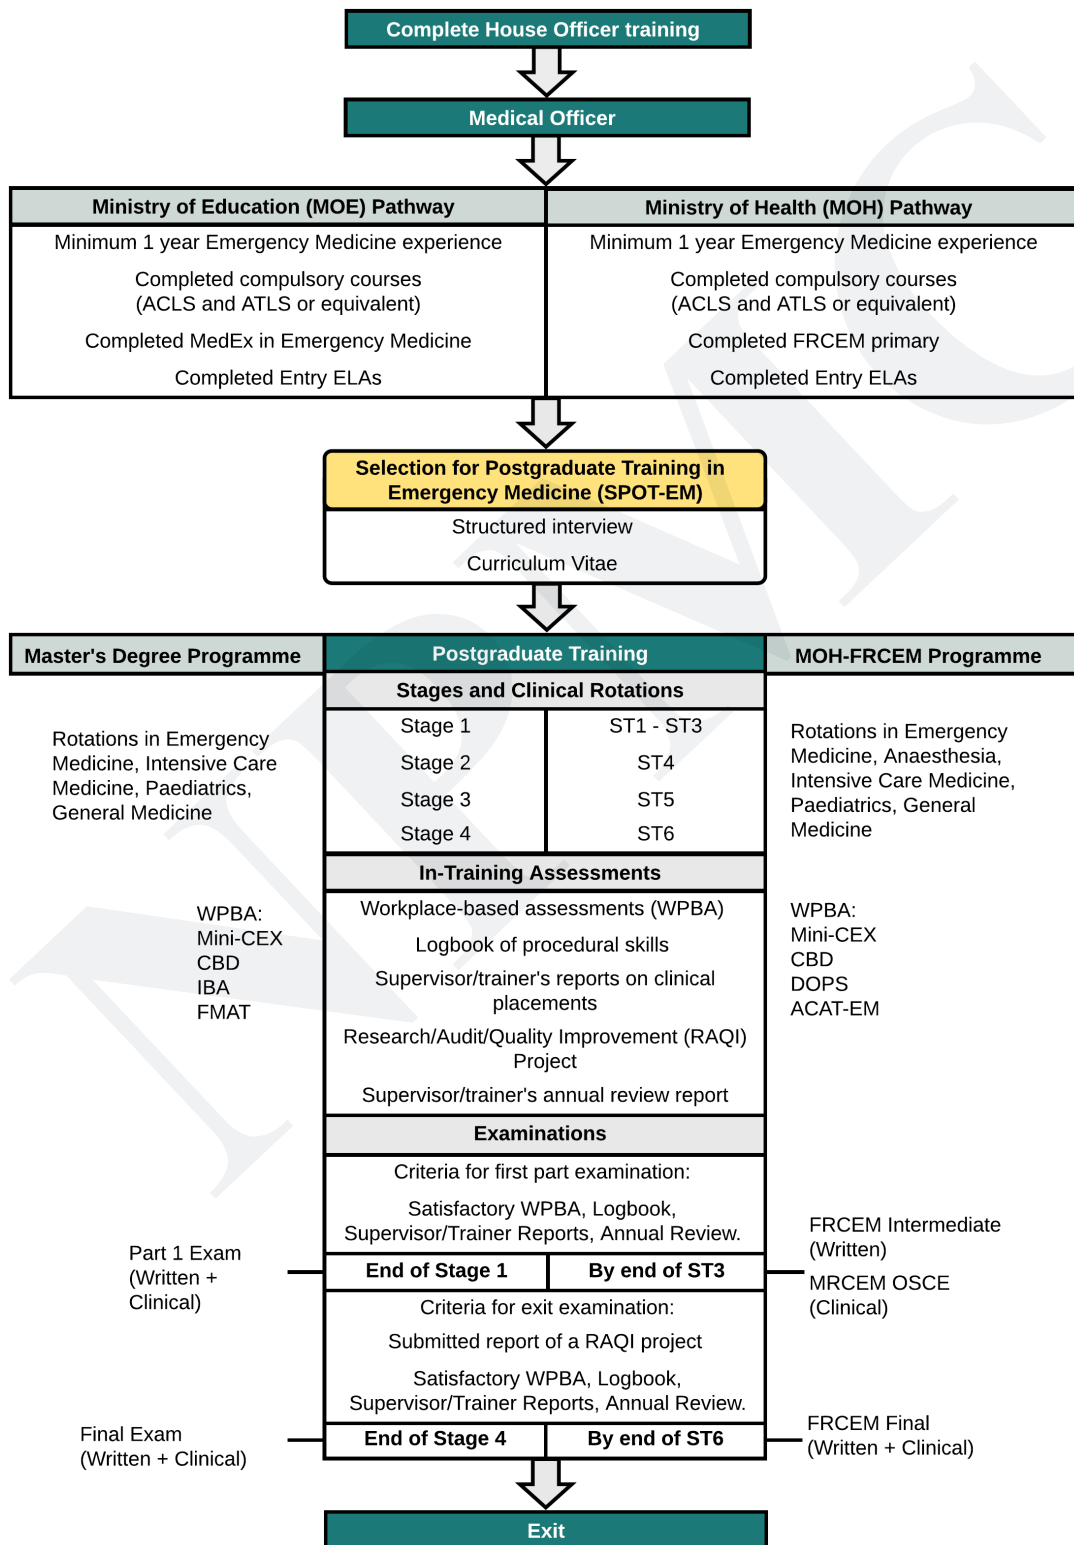 Complete House Officer training
Medical Officer
Ministry of Education (MOE) Pathway
Minimum 1 year Emergency Medicine experience
Completed compulsory courses
(ACLS and ATLS or equivalent)
Completed MedEx in Emergency Medicine
Completed Entry ELAs
Ministry of Health (MOH) Pathway
Minimum 1 year Emergency Medicine experience
Completed compulsory courses
(ACLS and ATLS or equivalent)
Completed FRCEM primary
Completed Entry ELAs
Selection for Postgraduate Training in
Emergency Medicine (SPOT-EM)
Structured interview
Curriculum Vitae
Master's Degree Programme
Postgraduate Training
MOH-FRCEM Programme
Stages and Clinical Rotations
Rotations in Emergency
Medicine, Intensive Care
Medicine, Paediatrics,
General Medicine
Stage 1
ST1 - ST3
Stage 2
ST4
Stage 3
ST5
Stage 4
ST6
Rotations in Emergency
Medicine, Anaesthesia,
Intensive Care Medicine,
Paediatrics, General
Medicine
In-Training Assessments
WPBA:
Mini-CEX
CBD
IBA
FMAT
Workplace-based assessments (WPBA)
Logbook of procedural skills
Supervisor/trainer's reports on clinical
placements
Research/Audit/Quality Improvement (RAQI)
Project
Supervisor/trainer's annual review report
WPBA:
Mini-CEX
CBD
DOPS
ACAT-EM
Examinations
Criteria for first part examination:
Satisfactory WPBA, Logbook,
Supervisor/Trainer Reports, Annual Review.
Part 1 Exam
(Written +
Clinical)
End of Stage 1
By end of ST3
FRCEM Intermediate
(Written)
MRCEM OSCE
(Clinical)
Criteria for exit examination:
Submitted report of a RAQI project
Satisfactory WPBA, Logbook,
Supervisor/Trainer Reports, Annual Review.
Final Exam
(Written + Clinical)
End of Stage 4
By end of ST6
FRCEM Final
(Written + Clinical)
Exit
NPMC